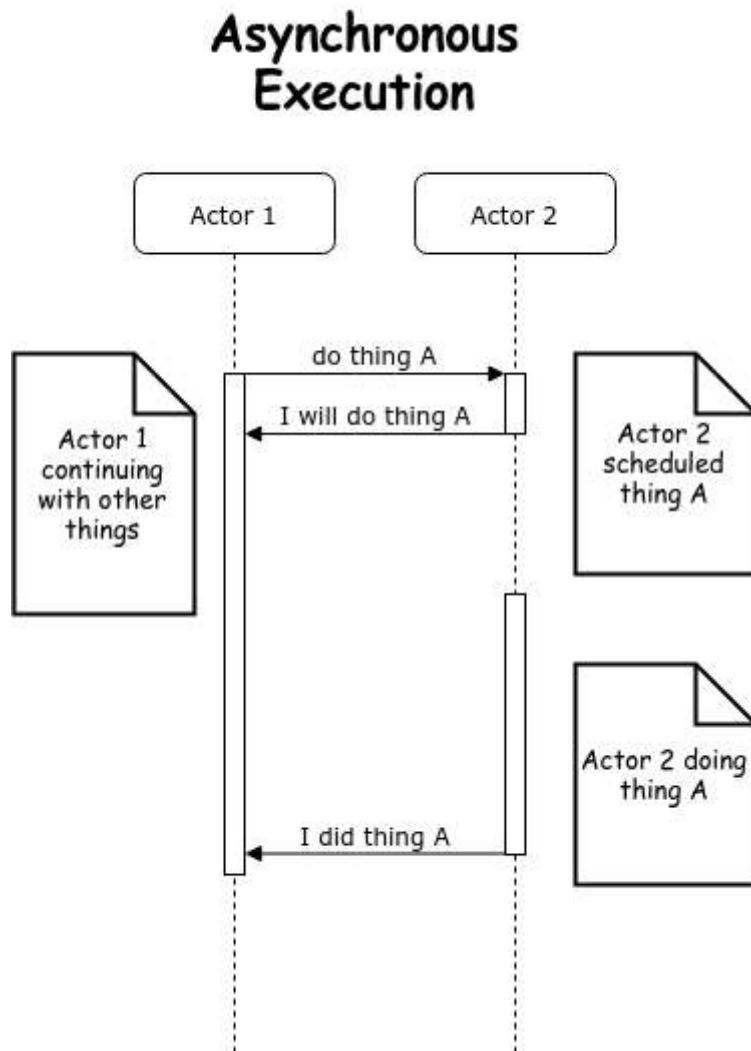 Asynchronous
Execution
Actor 1
Actor 2
do thing A
I will do thing A
Actor 1
continuing
with other
things
Actor 2
scheduled
thing A
Actor 2 doing
thing A
I did thing A